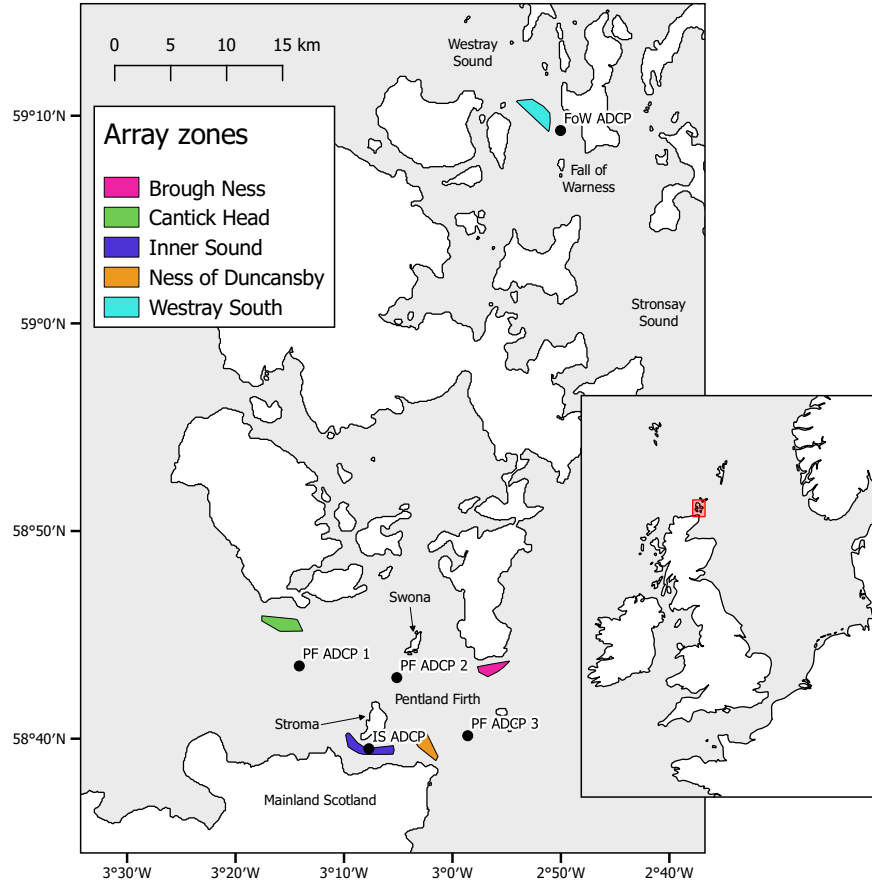 0 5 10 15 km
Westray
Sound
59°10'N
FoW ADCP
Array zones
Fall of
Warness
Brough Ness
Cantick Head
Inner Sound
Ness of Duncansby
Westray South
Stronsay
Sound
59°0'N
58°50'N
Swona
PF ADCP 1
PF ADCP 2
Pentland Firth
Stroma
PF ADCP 3
58°40'N
IS ADCP
Mainland Scotland
3°30'W 3°20'W 3°10'W 3°0'W 2°50'W 2°40'W